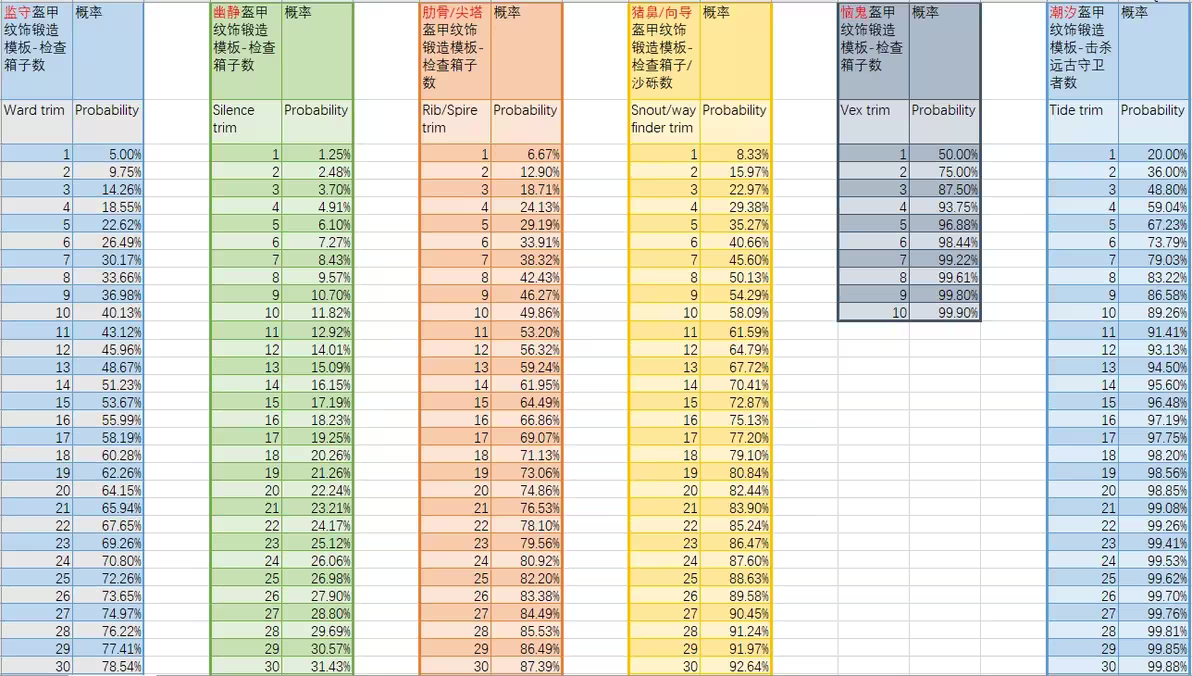 监守盔甲 概率 幽静盔甲 概率 肋骨/尖塔 概率 猪鼻/向导 概率 恼鬼盔甲 概率 潮汐盔甲 概率
纹饰锻造 纹饰锻造 盔甲纹饰 盔甲纹饰 纹饰锻造 纹饰锻造
模板-检查 模板-检查 锻造模板- 锻造模板- 模板-检查 模板-击杀
箱子数 箱子数 检查箱子 检查箱子/ 箱子数 远古守卫
数 沙砾数 者数
Ward trim Probability Silence Probability Rib/Spire Probability Snout/way Probability Vex trim Probability Tide trim Probability
trim trim finder trim
1 5.00% 1 1.25% 1 6.67% 1 8.33% 1 50.00% 1 20.00%
2 9.75% 2 2.48% 2 12.90% 2 15.97% 2 75.00% 2 36.00%
3 14.26% 3 3.70% 3 18.71% 3 22.97% 3 87.50% 3 48.80%
4 18.55% 4 4.91% 4 24.13% 4 29.38% 4 93.75% 4 59.04%
5 22.62% 5 6.10% 5 29.19% 5 35.27% 5 96.88% 5 67.23%
6 26.49% 6 7.27% 6 33.91% 6 40.66% 6 98.44% 6 73.79%
7 30.17% 7 8.43% 7 38.32% 7 45.60% 7 99.22% 7 79.03%
8 33.66% 8 9.57% 8 42.43% 8 50.13% 8 99.61% 8 83.22%
9 36.98% 9 10.70% 9 46.27% 9 54.29% 9 99.80% 9 86.58%
10 40.13% 10 11.82% 10 49.86% 10 58.09% 10 99.90% 10 89.26%
11 43.12% 11 12.92% 11 53.20% 11 61.59% 11 91.41%
12 45.96% 12 14.01% 12 56.32% 12 64.79% 12 93.13%
13 48.67% 13 15.09% 13 59.24% 13 67.72% 13 94.50%
14 51.23% 14 16.15% 14 61.95% 14 70.41% 14 95.60%
15 53.67% 15 17.19% 15 64.49% 15 72.87% 15 96.48%
16 55.99% 16 18.23% 16 66.86% 16 75.13% 16 97.19%
17 58.19% 17 19.25% 17 69.07% 17 77.20% 17 97.75%
18 60.28% 18 20.26% 18 71.13% 18 79.10% 18 98.20%
19 62.26% 19 21.26% 19 73.06% 19 80.84% 19 98.56%
20 64.15% 20 22.24% 20 74.86% 20 82.44% 20 98.85%
21 65.94% 21 23.21% 21 76.53% 21 83.90% 21 99.08%
22 67.65% 22 24.17% 22 78.10% 22 85.24% 22 99.26%
23 69.26% 23 25.12% 23 79.56% 23 86.47% 23 99.41%
24 70.80% 24 26.06% 24 80.92% 24 87.60% 24 99.53%
25 72.26% 25 26.98% 25 82.20% 25 88.63% 25 99.62%
26 73.65% 26 27.90% 26 83.38% 26 89.58% 26 99.70%
27 74.97% 27 28.80% 27 84.49% 27 90.45% 27 99.76%
28 76.22% 28 29.69% 28 85.53% 28 91.24% 28 99.81%
29 77.41% 29 30.57% 29 86.49% 29 91.97% 29 99.85%
30 78.54% 30 31.43% 30 87.39% 30 92.64% 30 99.88%